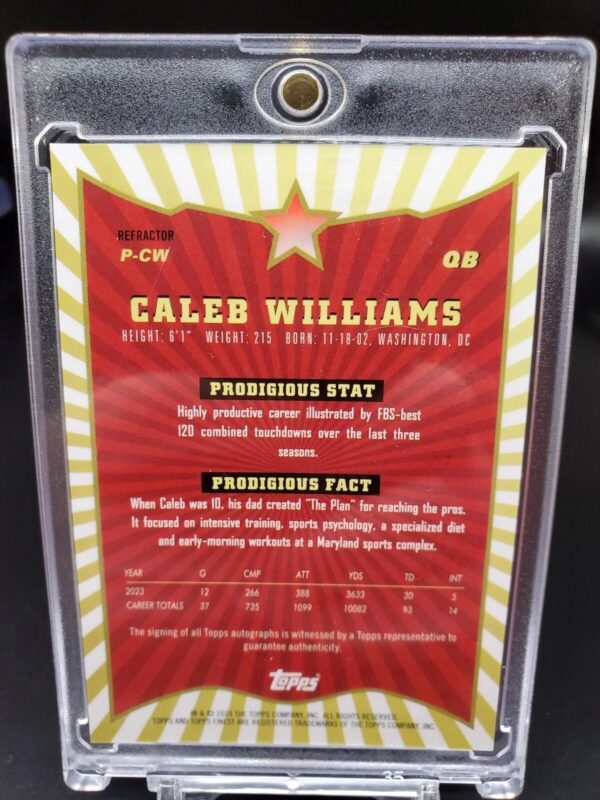 REFRACTOR
P-CW
QB
CALEB WILLIAMS
HEIGHT: 6'1" WEIGHT: 215 BORN: 11-18-02, WASHINGTON, DC
PRODIGIOUS STAT
Highly productive career illustrated by FBS-best
120 combined touchdowns over the last three
seasons.
PRODIGIOUS FACT
When Caleb was 10, his dad created "The Plan" for reaching the pros.
It focused on intensive training, sports psychology, a specialized diet
and early-morning workouts at a Maryland sports complex.
YEAR G CMP ATT YDS TD INT
2023 12 266 388 3633 30 5
CAREER TOTALS 37 735 1099 10082 93 14
The signing of all Topps autographs is witnessed by a Topps representative to
guarantee authenticity.
topps
® & © 2024 THE TOPPS COMPANY, INC. ALL RIGHTS RESERVED.
TOPPS AND TOPPS FINEST ARE REGISTERED TRADEMARKS OF THE TOPPS COMPANY, INC.
35